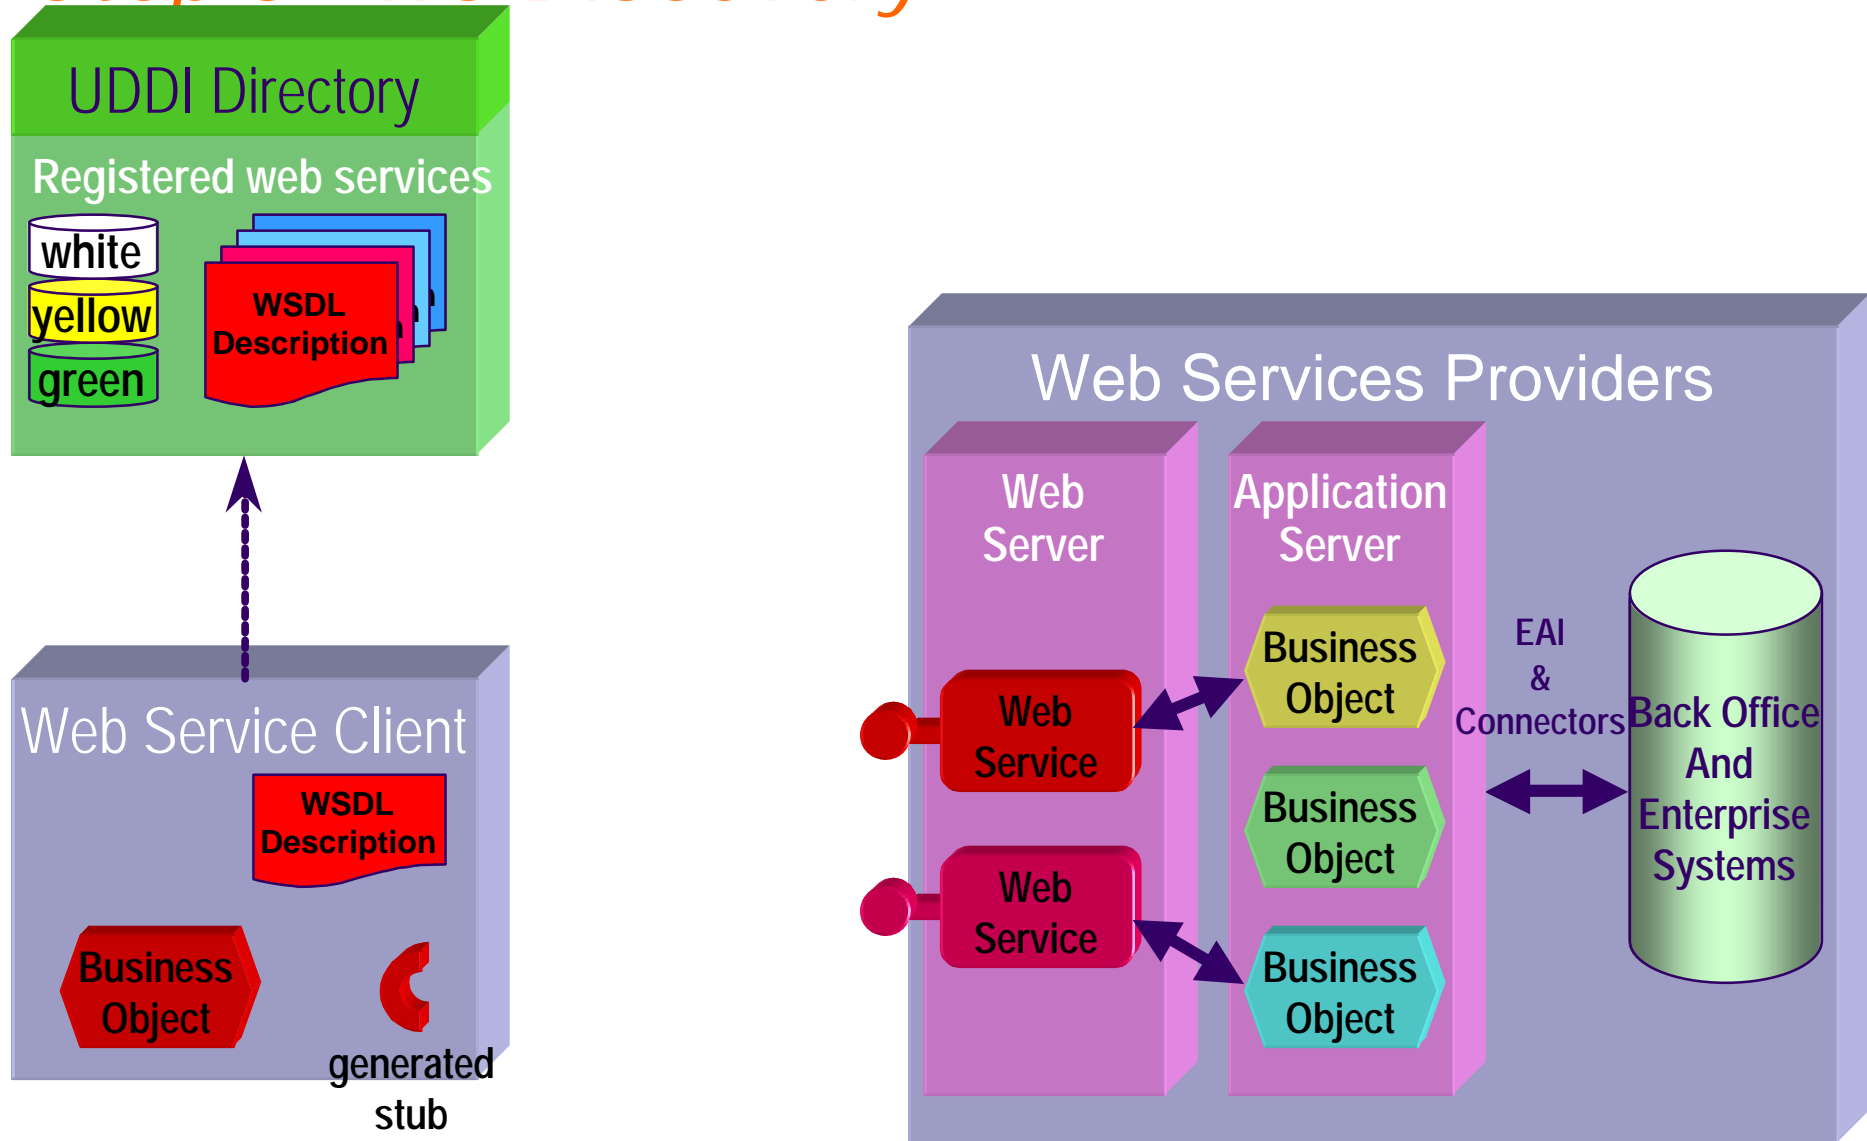 UDDI Directory
Registered web services
white
yellow
green
WSDL
Description
n
n
Web Service Client
WSDL
Description
Business
Object
generated
stub
Web Services Providers
Web
Server
Application
Server
Web
Service
Web
Service
Business
Object
Business
Object
Business
Object
EAI
&
Connectors
Back Office
And
Enterprise
Systems